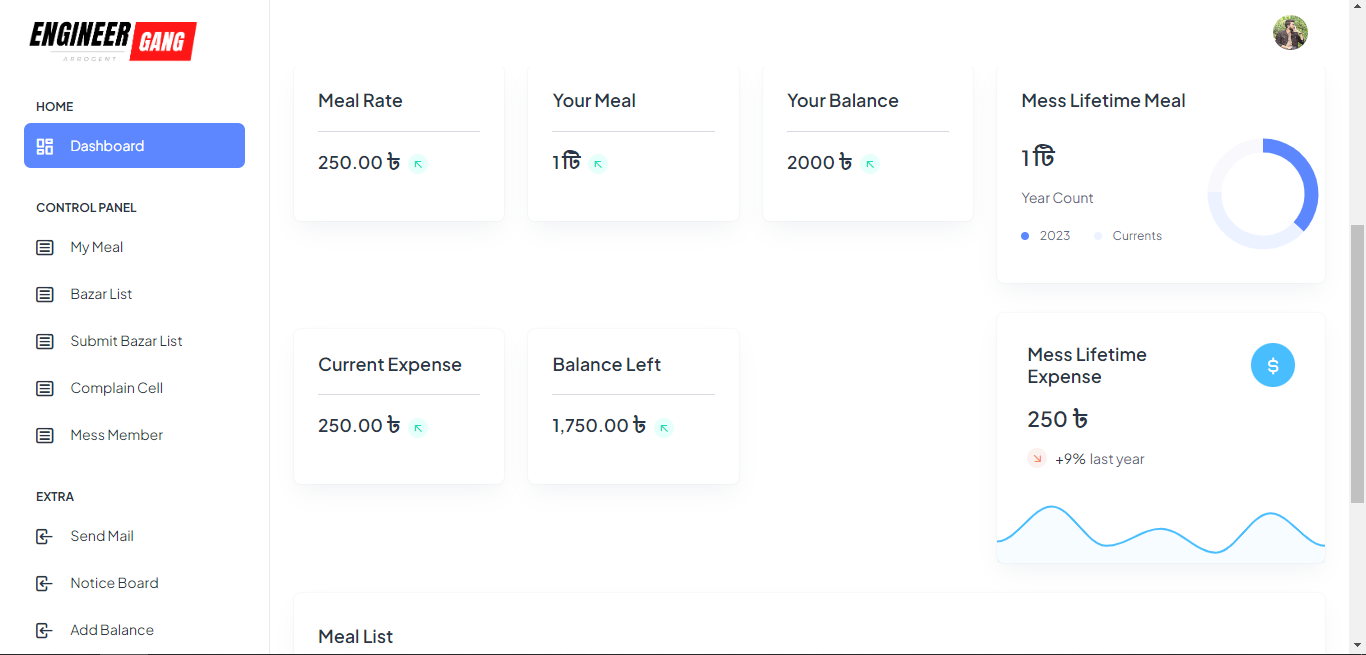 ENGINEER GANG
ARROGENT
HOME
Dashboard
CONTROL PANEL
My Meal
Bazar List
Submit Bazar List
Complain Cell
Mess Member
EXTRA
Send Mail
Notice Board
Add Balance
Meal Rate
250.00 ৳
Your Meal
1 টি
Your Balance
2000 ৳
Mess Lifetime Meal
1 টি
Year Count
2023
Currents
Current Expense
250.00 ৳
Balance Left
1,750.00 ৳
Mess Lifetime
Expense
$
250 ৳
+9% last year
Meal List